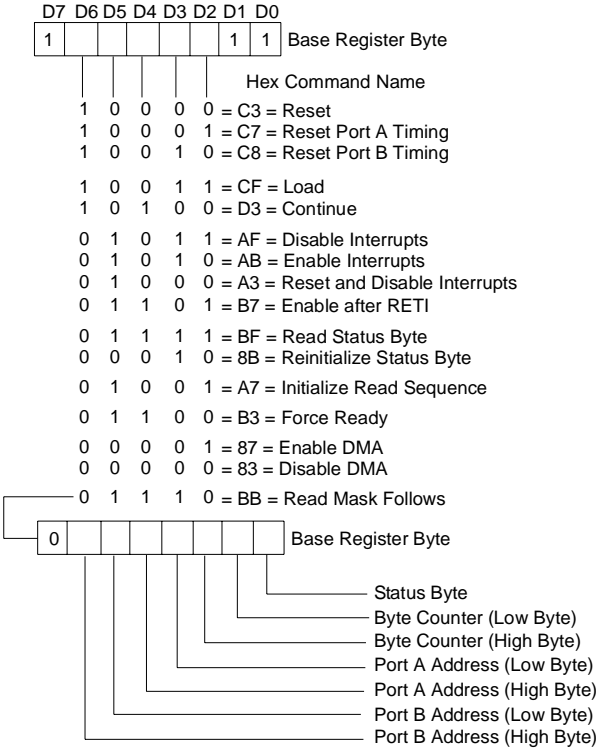 D7 D6 D5 D4 D3 D2 D1 D0
1 1 1 Base Register Byte
Hex Command Name
1 0 0 0 0 = C3 = Reset
1 0 0 0 1 = C7 = Reset Port A Timing
1 0 0 1 0 = C8 = Reset Port B Timing
1 0 0 1 1 = CF = Load
1 0 1 0 0 = D3 = Continue
0 1 0 1 1 = AF = Disable Interrupts
0 1 0 1 0 = AB = Enable Interrupts
0 1 0 0 0 = A3 = Reset and Disable Interrupts
0 1 1 0 1 = B7 = Enable after RETI
0 1 1 1 1 = BF = Read Status Byte
0 0 0 1 0 = 8B = Reinitialize Status Byte
0 1 0 0 1 = A7 = Initialize Read Sequence
0 1 1 0 0 = B3 = Force Ready
0 0 0 0 1 = 87 = Enable DMA
0 0 0 0 0 = 83 = Disable DMA
0 1 1 1 0 = BB = Read Mask Follows
0 Base Register Byte
Status Byte
Byte Counter (Low Byte)
Byte Counter (High Byte)
Port A Address (Low Byte)
Port A Address (High Byte)
Port B Address (Low Byte)
Port B Address (High Byte)